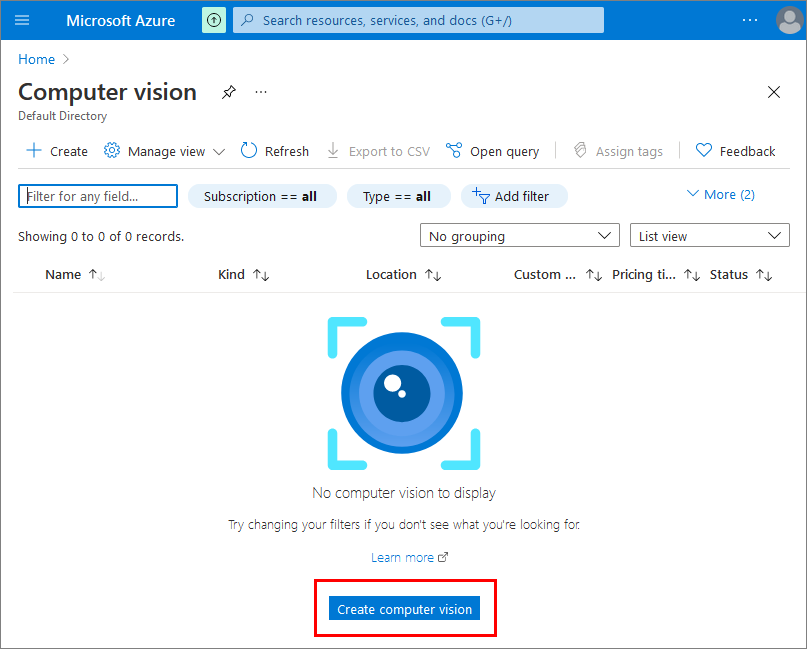 Microsoft Azure Search resources, services, and docs (G+/) ...
Home >
Computer vision ...
Default Directory
Create Manage view Refresh Export to CSV Open query Assign tags Feedback
Filter for any field... Subscription == all Type == all Add filter More (2)
Showing 0 to 0 of 0 records. No grouping List view
Name ↑↓ Kind ↑↓ Location ↑↓ Custom ... ↑↓ Pricing ti... ↑↓ Status ↑↓
No computer vision to display
Try changing your filters if you don't see what you're looking for.
Learn more
Create computer vision